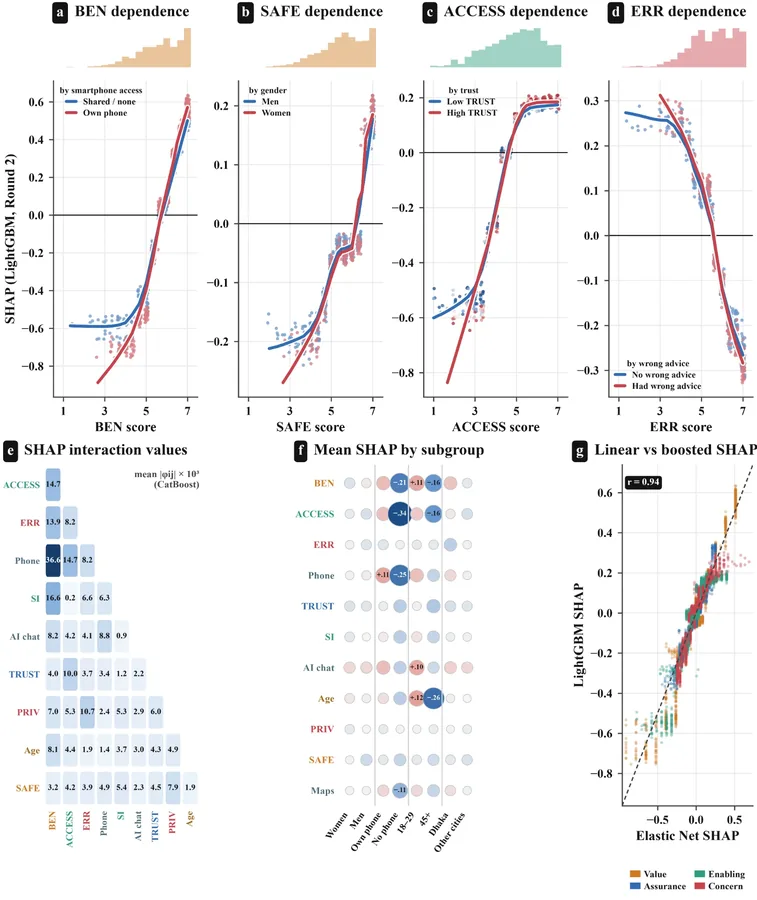 a BEN dependence
b SAFE dependence
c ACCESS dependence
d ERR dependence
SHAP (LightGBM, Round 2)
by smartphone access
Shared / none
Own phone
0.6
0.4
0.2
0.0
−0.2
−0.4
−0.6
−0.8
1 3 5 7
BEN score
by gender
Men
Women
0.2
0.1
0.0
−0.1
−0.2
1 3 5 7
SAFE score
by trust
Low TRUST
High TRUST
0.2
0.0
−0.2
−0.4
−0.6
−0.8
1 3 5 7
ACCESS score
by wrong advice
No wrong advice
Had wrong advice
0.3
0.2
0.1
0.0
−0.1
−0.2
−0.3
1 3 5 7
ERR score
e SHAP interaction values
mean |φij| × 10³
(CatBoost)
ACCESS 14.7
ERR 13.9 8.2
Phone 36.6 14.7 8.2
SI 16.6 0.2 6.6 6.3
AI chat 8.2 4.2 4.1 8.8 0.9
TRUST 4.0 10.0 3.7 3.4 1.2 2.2
PRIV 7.0 5.3 10.7 2.4 5.3 2.9 6.0
Age 8.1 4.4 1.9 1.4 3.7 3.0 4.3 4.9
SAFE 3.2 4.2 3.9 4.9 5.4 2.3 4.5 7.9 1.9
BEN ACCESS ERR Phone SI AI chat TRUST PRIV Age
f Mean SHAP by subgroup
BEN −.21 +.11 −.16
ACCESS −.34 −.16
ERR
Phone +.11 −.25
TRUST
SI
AI chat +.10
Age +.12 −.26
PRIV
SAFE
Maps −.11
Women Men Own phone No phone 18–29 45+ Dhaka Other cities
g Linear vs boosted SHAP
r = 0.94
LightGBM SHAP
0.6
0.4
0.2
0.0
−0.2
−0.4
−0.6
−0.8
−0.5 0.0 0.5
Elastic Net SHAP
Value Enabling
Assurance Concern